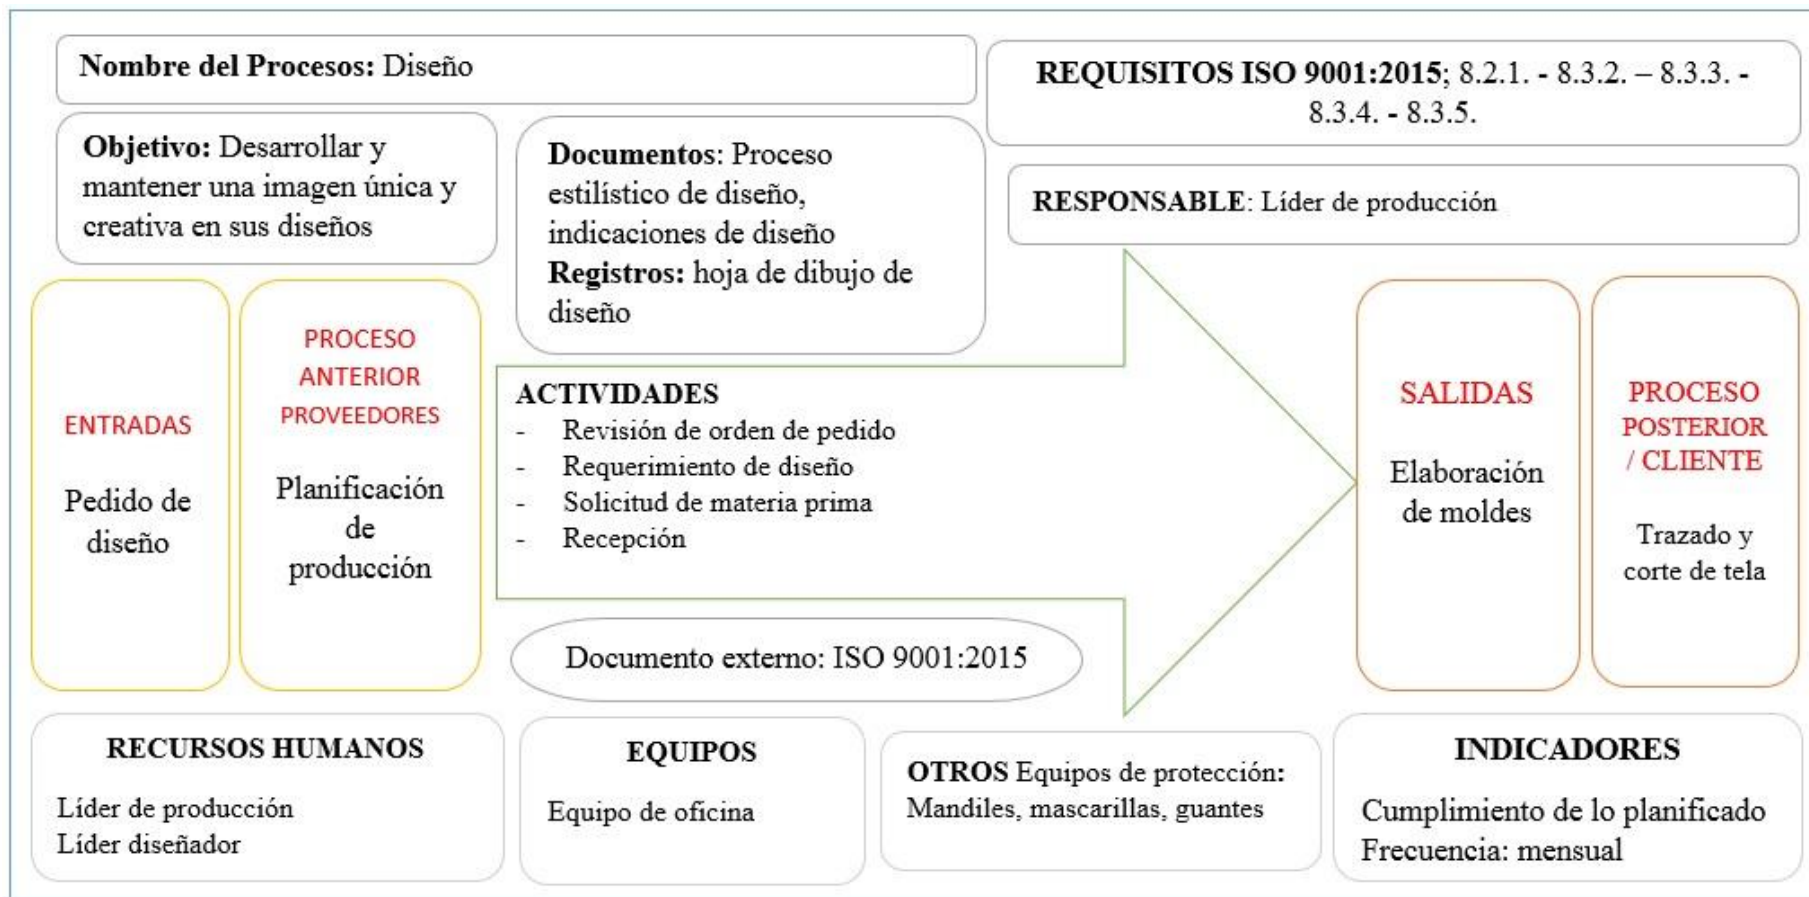 Nombre del Procesos: Diseño
REQUISITOS ISO 9001:2015; 8.2.1. - 8.3.2. – 8.3.3. -
8.3.4. - 8.3.5.
Objetivo: Desarrollar y
mantener una imagen única y
creativa en sus diseños
Documentos: Proceso
estilístico de diseño,
indicaciones de diseño
Registros: hoja de dibujo de
diseño
RESPONSABLE: Líder de producción
ENTRADAS
Pedido de
diseño
PROCESO
ANTERIOR
PROVEEDORES
Planificación
de
producción
ACTIVIDADES
- Revisión de orden de pedido
- Requerimiento de diseño
- Solicitud de materia prima
- Recepción
SALIDAS
Elaboración
de moldes
PROCESO
POSTERIOR
/ CLIENTE
Trazado y
corte de tela
Documento externo: ISO 9001:2015
RECURSOS HUMANOS
Líder de producción
Líder diseñador
EQUIPOS
Equipo de oficina
OTROS Equipos de protección:
Mandiles, mascarillas, guantes
INDICADORES
Cumplimiento de lo planificado
Frecuencia: mensual